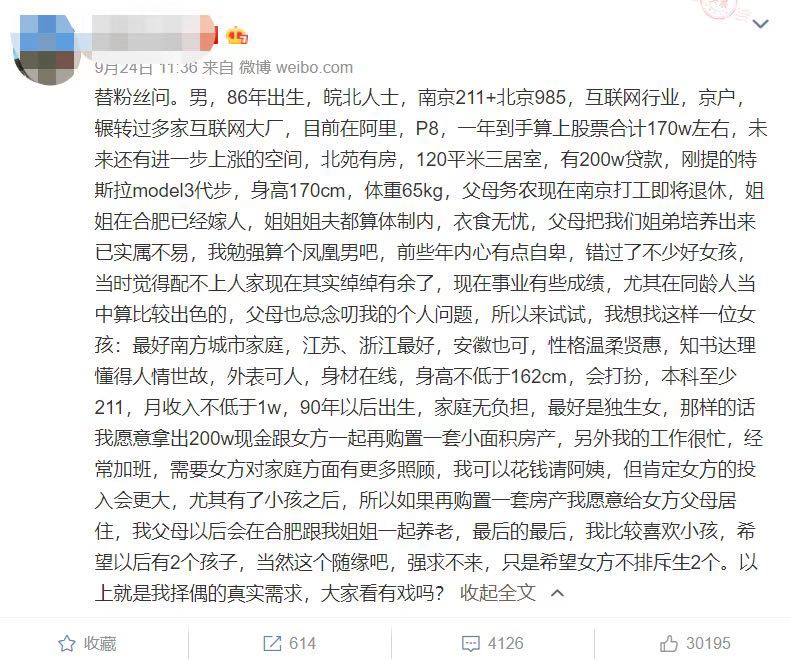 9月24日 11:36 来自 微博 weibo.com
替粉丝问。男，86年出生，皖北人士，南京211+北京985，互联网行业，京户，
辗转过多家互联网大厂，目前在阿里，P8，一年到手算上股票合计170w左右，未
来还有进一步上涨的空间，北苑有房，120平米三居室，有200w贷款，刚提的特
斯拉model3代步，身高170cm，体重65kg，父母务农现在南京打工即将退休，姐
姐在合肥已经嫁人，姐姐姐夫都算体制内，衣食无忧，父母把我们姐弟培养出来
已实属不易，我勉强算个凤凰男吧，前些年内心有点自卑，错过了不少好女孩，
当时觉得配不上人家现在其实绰绰有余了，现在事业有些成绩，尤其在同龄人当
中算比较出色的，父母也总念叨我的个人问题，所以来试试，我想找这样一位女
孩：最好南方城市家庭，江苏、浙江最好，安徽也可，性格温柔贤惠，知书达理
懂得人情世故，外表可人，身材在线，身高不低于162cm，会打扮，本科至少
211，月收入不低于1w，90年以后出生，家庭无负担，最好是独生女，那样的话
我愿意拿出200w现金跟女方一起再购置一套小面积房产，另外我的工作很忙，经
常加班，需要女方对家庭方面有更多照顾，我可以花钱请阿姨，但肯定女方的投
入会更大，尤其有了小孩之后，所以如果再购置一套房产我愿意给女方父母居
住，我父母以后会在合肥跟我姐姐一起养老，最后的最后，我比较喜欢小孩，希
望以后有2个孩子，当然这个随缘吧，强求不来，只是希望女方不排斥生2个。以
上就是我择偶的真实需求，大家看有戏吗？ 收起全文
收藏 614 4126 30195